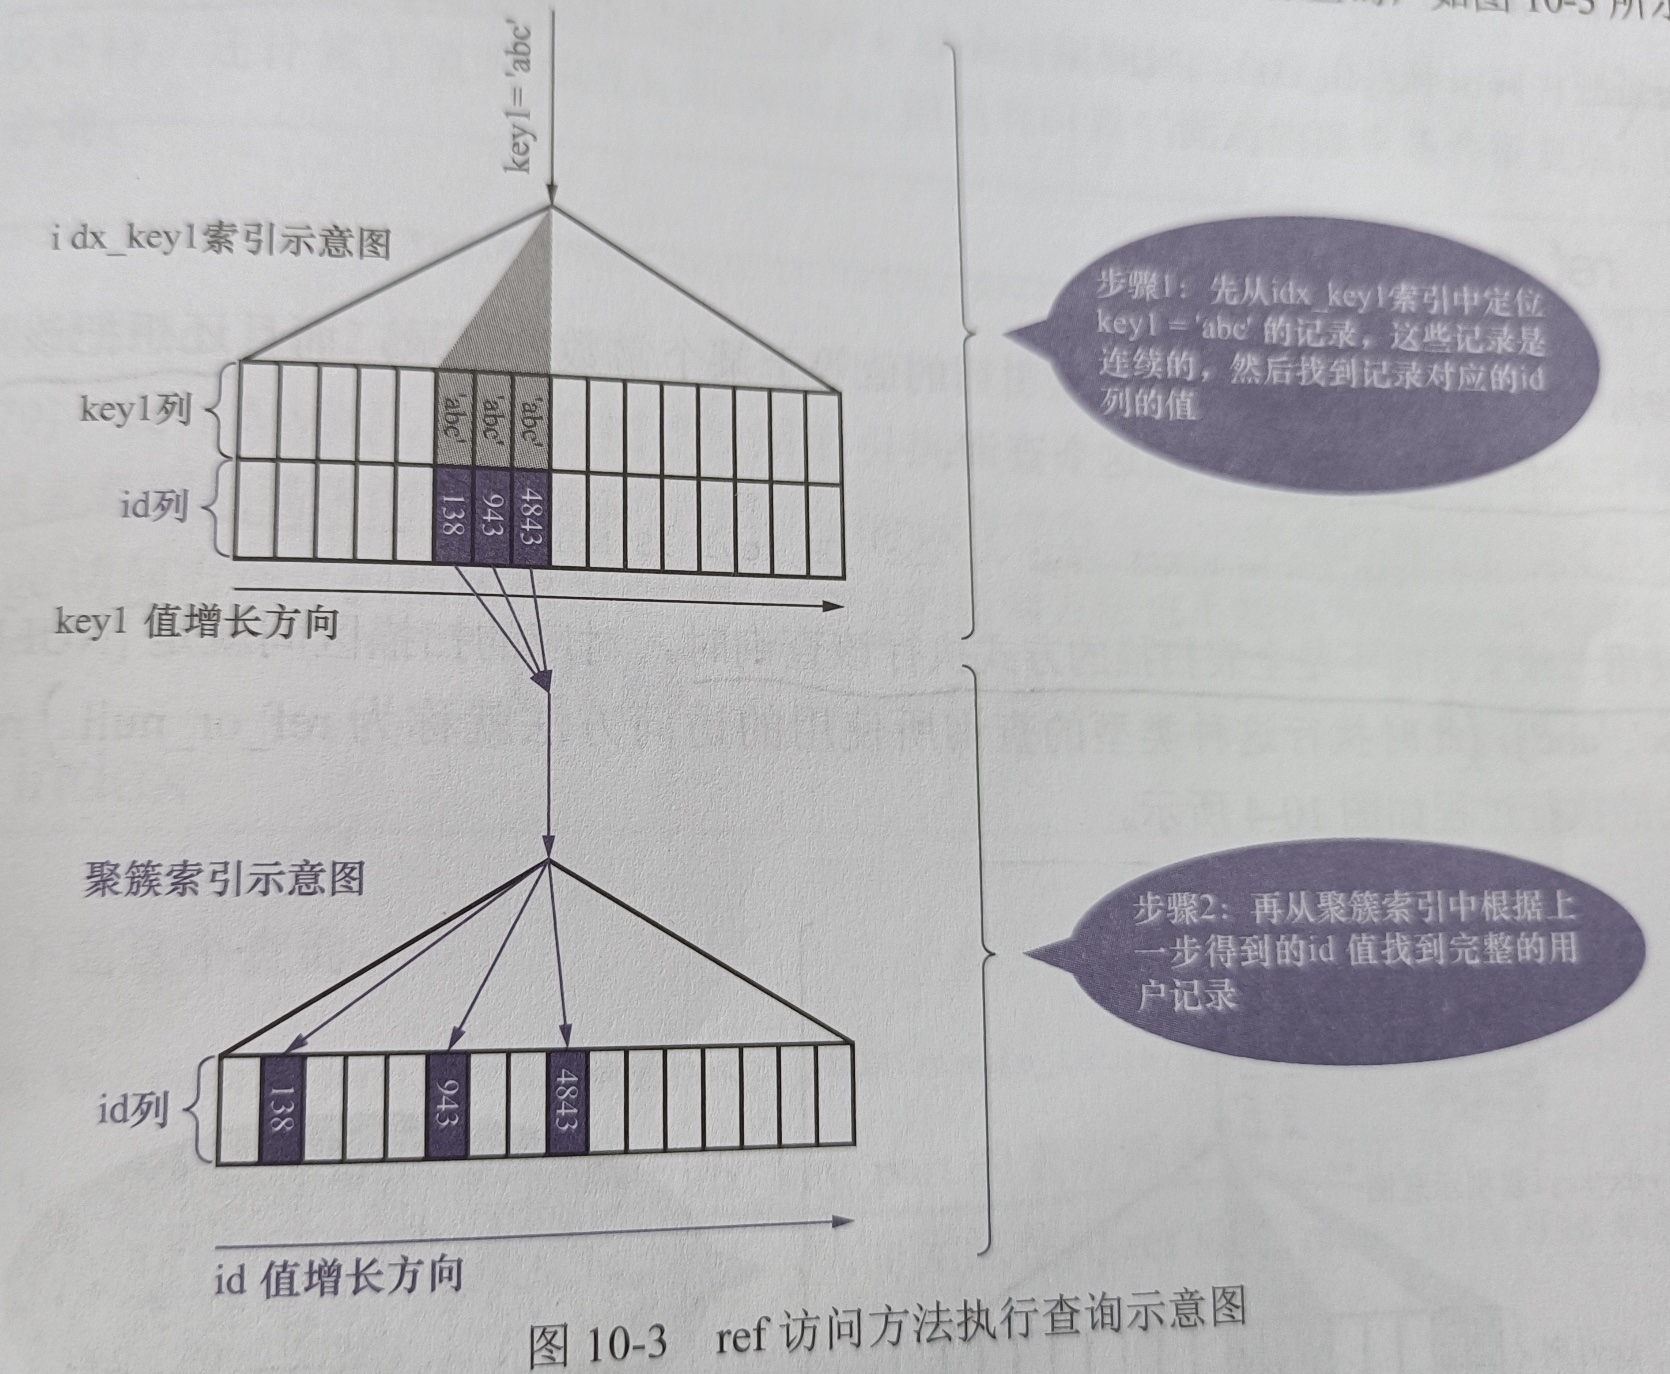 如图 10-3 所示
key1= 'abc'
i dx_key1索引示意图
key1列
'abc'
'abc'
'abc'
id列
138
943
4843
key1 值增长方向
步骤1：先从idx_key1索引中定位
key1 = 'abc' 的记录，这些记录是
连续的，然后找到记录对应的id
列的值
聚簇索引示意图
id列
138
943
4843
id 值增长方向
步骤2：再从聚簇索引中根据上
一步得到的id 值找到完整的用
户记录
图 10-3 ref 访问方法执行查询示意图